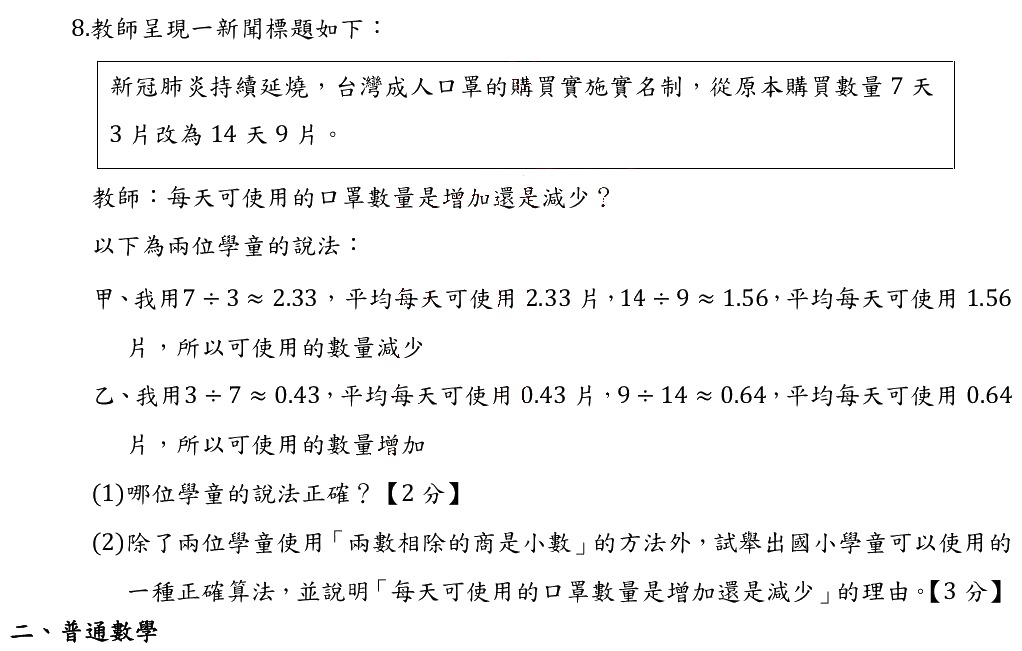 8.教師呈現一新聞標題如下：
新冠肺炎持續延燒，台灣成人口罩的購買實施實名制，從原本購買數量 7 天
3 片改為 14 天 9 片。
教師：每天可使用的口罩數量是增加還是減少？
以下為兩位學童的說法：
甲、我用7 ÷ 3 ≈ 2.33，平均每天可使用 2.33 片，14 ÷ 9 ≈ 1.56，平均每天可使用 1.56
片，所以可使用的數量減少
乙、我用3 ÷ 7 ≈ 0.43，平均每天可使用 0.43 片，9 ÷ 14 ≈ 0.64，平均每天可使用 0.64
片，所以可使用的數量增加
(1)哪位學童的說法正確？【2 分】
(2)除了兩位學童使用「兩數相除的商是小數」的方法外，試舉出國小學童可以使用的
一種正確算法，並說明「每天可使用的口罩數量是增加還是減少」的理由。【3 分】
二、普通數學